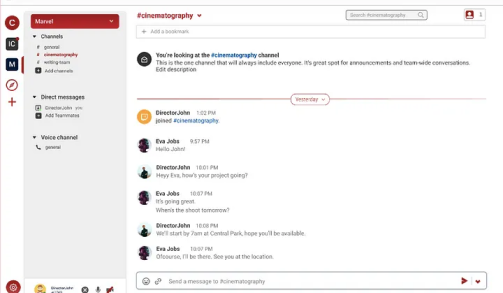 C
IC
M
Marvel
Channels
# general
# cinematography
# writing-team
Add channels
Direct messages
DirectorJohn you
Add Teammates
Voice channel
general
DirectorJohn
#cinematography
Search #cinematography
1
+ Add a bookmark
You're looking at the #cinematography channel
This is the one channel that will always include everyone. It's great spot for announcements and team-wide conversations.
Edit description
Yesterday
DirectorJohn 1:02 PM
joined #cinematography.
Eva Jobs 9:57 PM
Hello John!
DirectorJohn 10:01 PM
Heyy Eva, how's your project going?
Eva Jobs 10:07 PM
It's going great.
When's the shoot tomorrow?
DirectorJohn 10:08 PM
We'll start by 7am at Central Park, hope you'll be available.
Eva Jobs 10:07 PM
Ofcourse, I'll be there. See you at the location.
Send a message to #cinematography